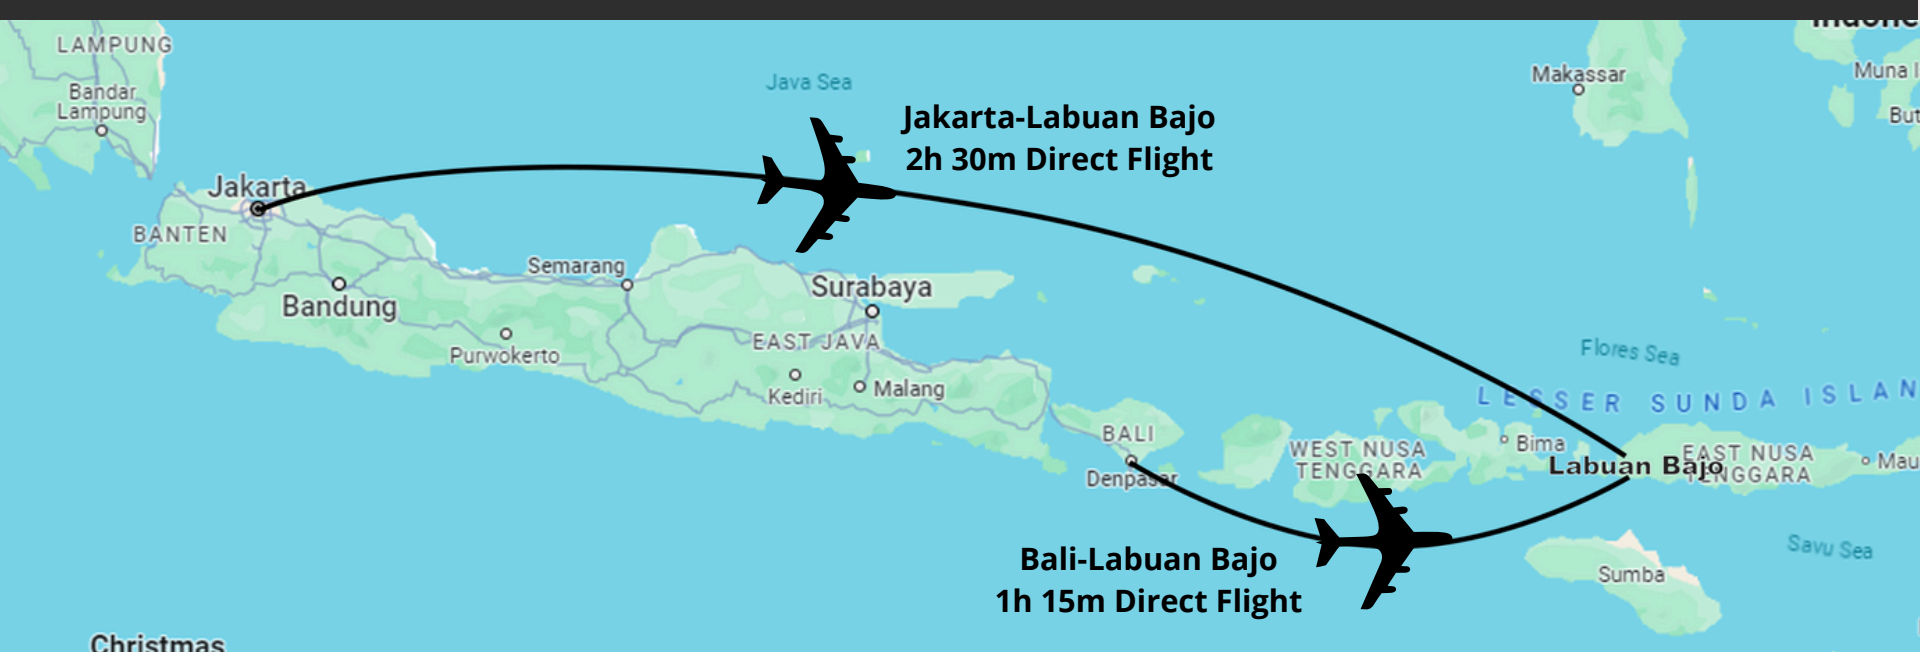 LAMPUNG
Bandar
Lampung
Java Sea
Makassar
Jakarta-Labuan Bajo
2h 30m Direct Flight
Jakarta
BANTEN
Semarang
Surabaya
Bandung
EAST JAVA
Purwokerto
Kediri
Malang
Flores Sea
LESSER SUNDA ISLAN
BALI
Denpasar
WEST NUSA
TENGGARA
Bima
Labuan Bajo
EAST NUSA
TENGGARA
Mau
Bali-Labuan Bajo
1h 15m Direct Flight
Savu Sea
Sumba
Christmas
Muna I
But